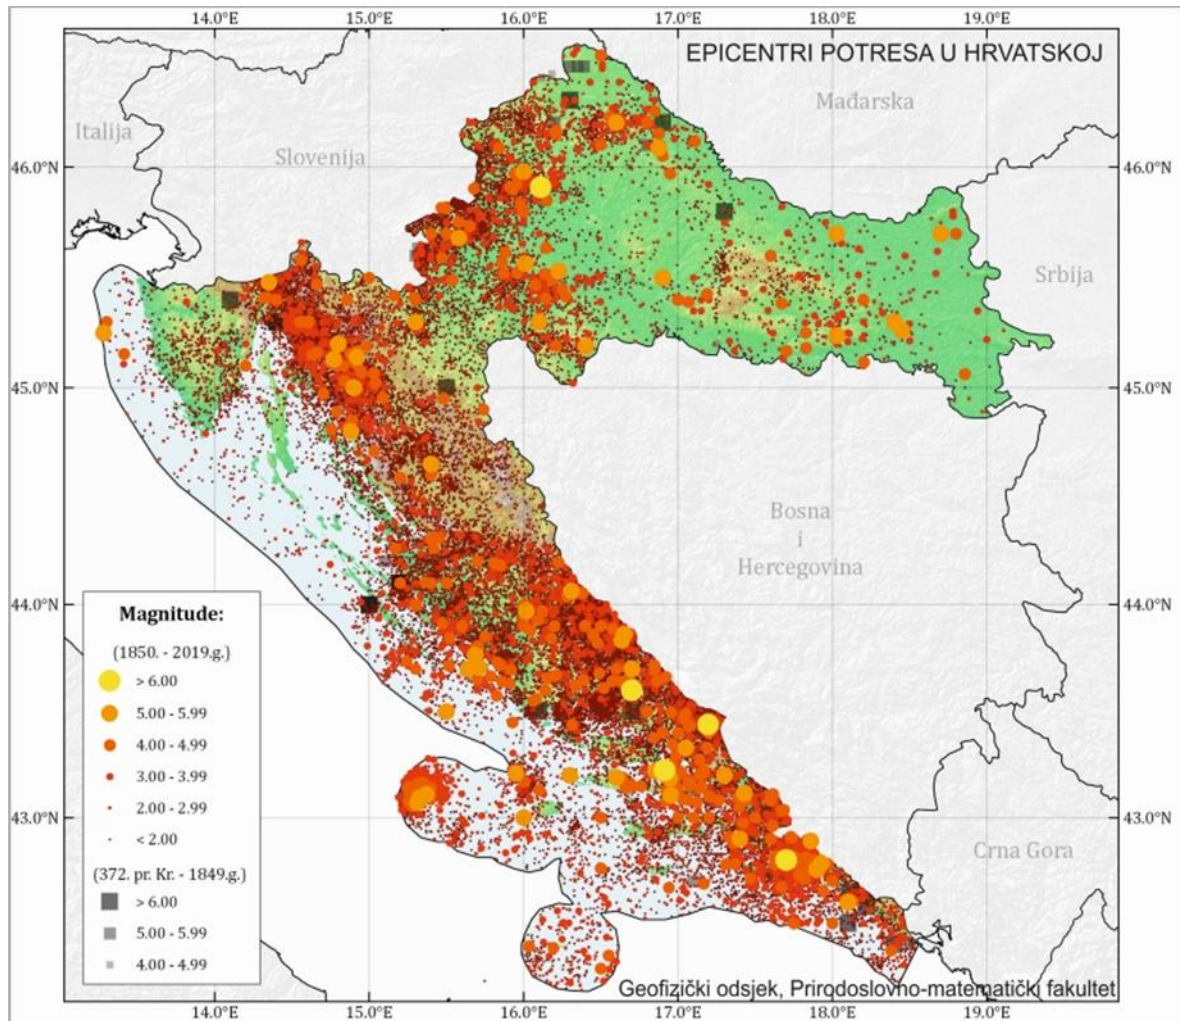 14.0°E 15.0°E 16.0°E 17.0°E 18.0°E 19.0°E
EPICENTRI POTRESA U HRVATSKOJ
Mađarska
Italija
Slovenija
46.0°N 46.0°N
Srbija
45.0°N 45.0°N
Bosna
i
Hercegovina
44.0°N 44.0°N
Magnitude:
(1850. - 2019.g.)
> 6.00
5.00 - 5.99
4.00 - 4.99
3.00 - 3.99
2.00 - 2.99
< 2.00
(372. pr. Kr. - 1849.g.)
> 6.00
5.00 - 5.99
4.00 - 4.99
43.0°N 43.0°N
Crna Gora
Geofizički odsjek, Prirodoslovno-matematički fakultet
14.0°E 15.0°E 16.0°E 17.0°E 18.0°E 19.0°E